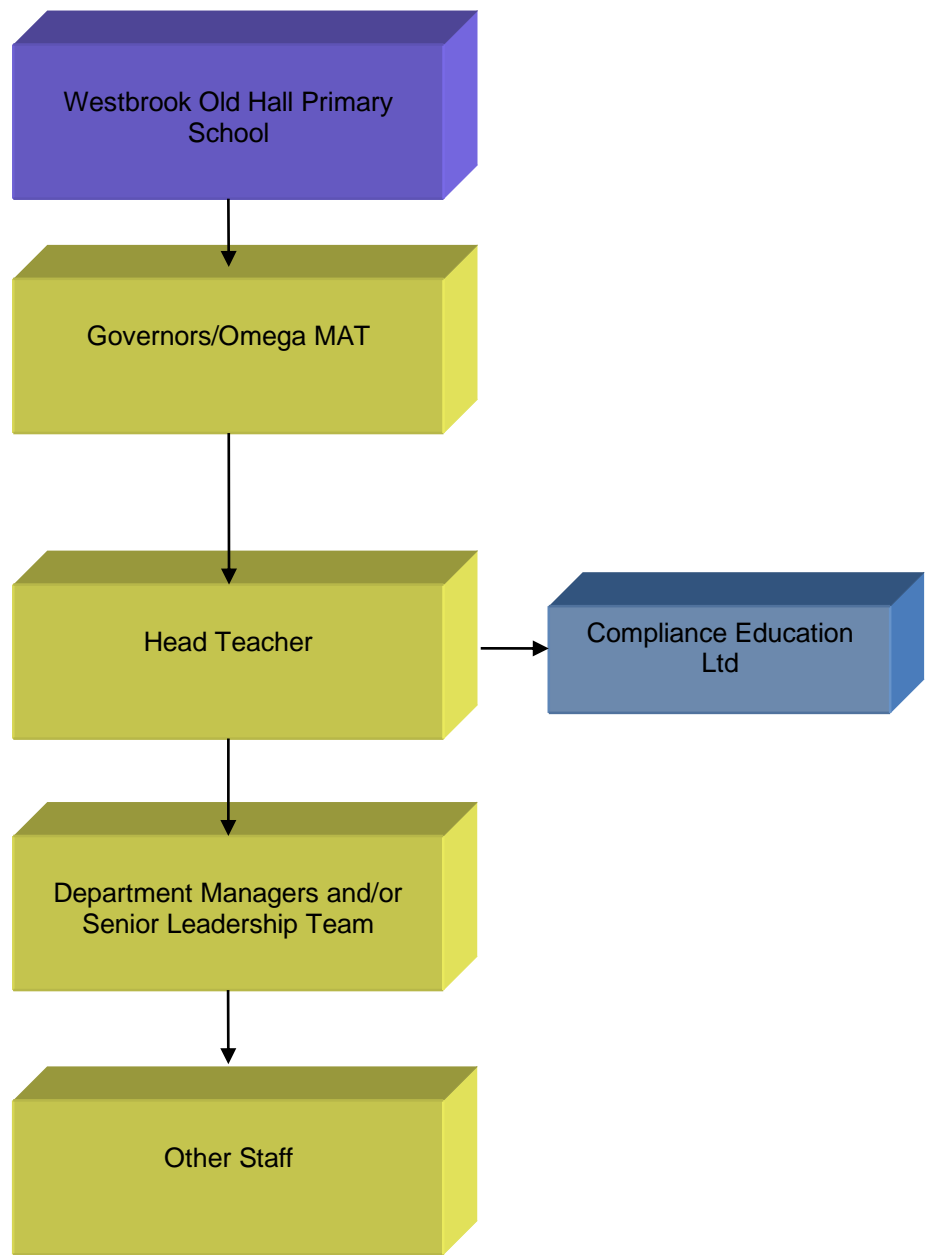 Westbrook Old Hall Primary
School
Governors/Omega MAT
Head Teacher
Compliance Education
Ltd
Department Managers and/or
Senior Leadership Team
Other Staff